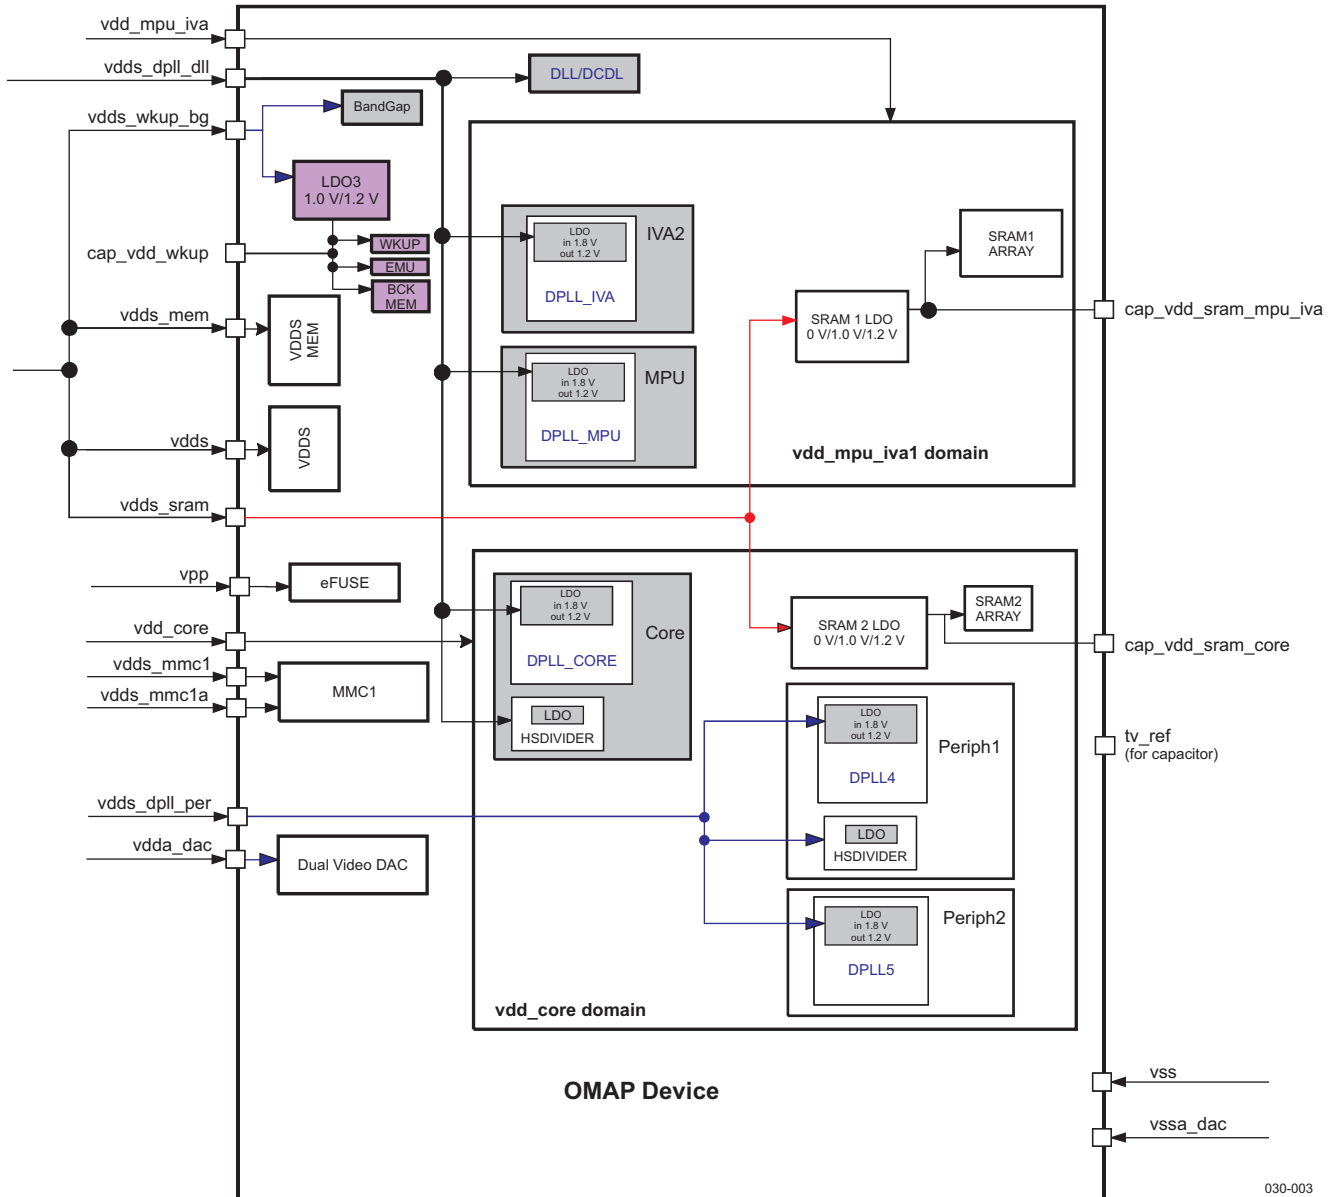 vdd_mpu_iva
vdds_dpll_dll
DLL/DCDL
BandGap
vdds_wkup_bg
LDO3
1.0 V/1.2 V
cap_vdd_wkup
WKUP
EMU
BCK
MEM
vdds_mem
VDDS
MEM
vdds
VDDS
vdds_sram
LDO
in 1.8 V
out 1.2 V
IVA2
DPLL_IVA
LDO
in 1.8 V
out 1.2 V
MPU
DPLL_MPU
SRAM1
ARRAY
SRAM 1 LDO
0 V/1.0 V/1.2 V
cap_vdd_sram_mpu_iva
vdd_mpu_iva1 domain
vpp
eFUSE
vdd_core
vdds_mmc1
vdds_mmc1a
MMC1
LDO
in 1.8 V
out 1.2 V
Core
DPLL_CORE
LDO
HSDIVIDER
SRAM2
ARRAY
SRAM 2 LDO
0 V/1.0 V/1.2 V
cap_vdd_sram_core
LDO
in 1.8 V
out 1.2 V
Periph1
DPLL4
tv_ref
(for capacitor)
vdds_dpll_per
LDO
HSDIVIDER
vdda_dac
Dual Video DAC
LDO
in 1.8 V
out 1.2 V
Periph2
DPLL5
vdd_core domain
OMAP Device
vss
vssa_dac
030-003